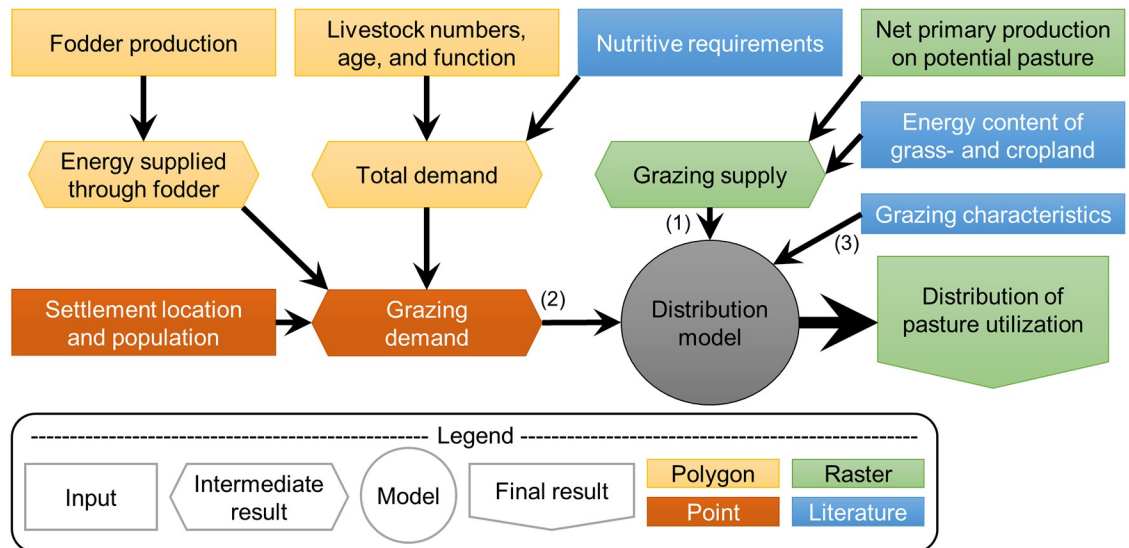 Fodder production
Livestock numbers,
age, and function
Nutritive requirements
Net primary production
on potential pasture
Energy supplied
through fodder
Total demand
Grazing supply
Energy content of
grass- and cropland
Grazing characteristics
(1)
(3)
Settlement location
and population
Grazing
demand
(2)
Distribution
model
Distribution of
pasture utilization
Legend
Input
Intermediate
result
Model
Final result
Polygon
Raster
Point
Literature